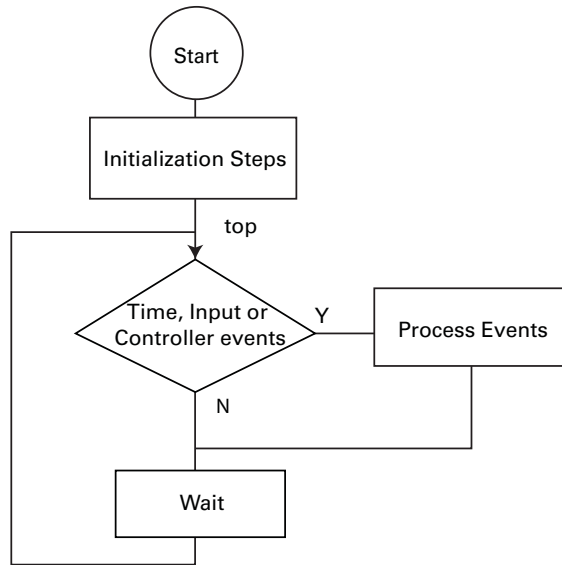 Start
Initialization Steps
top
Time, Input or
Controller events
Y
Process Events
N
Wait